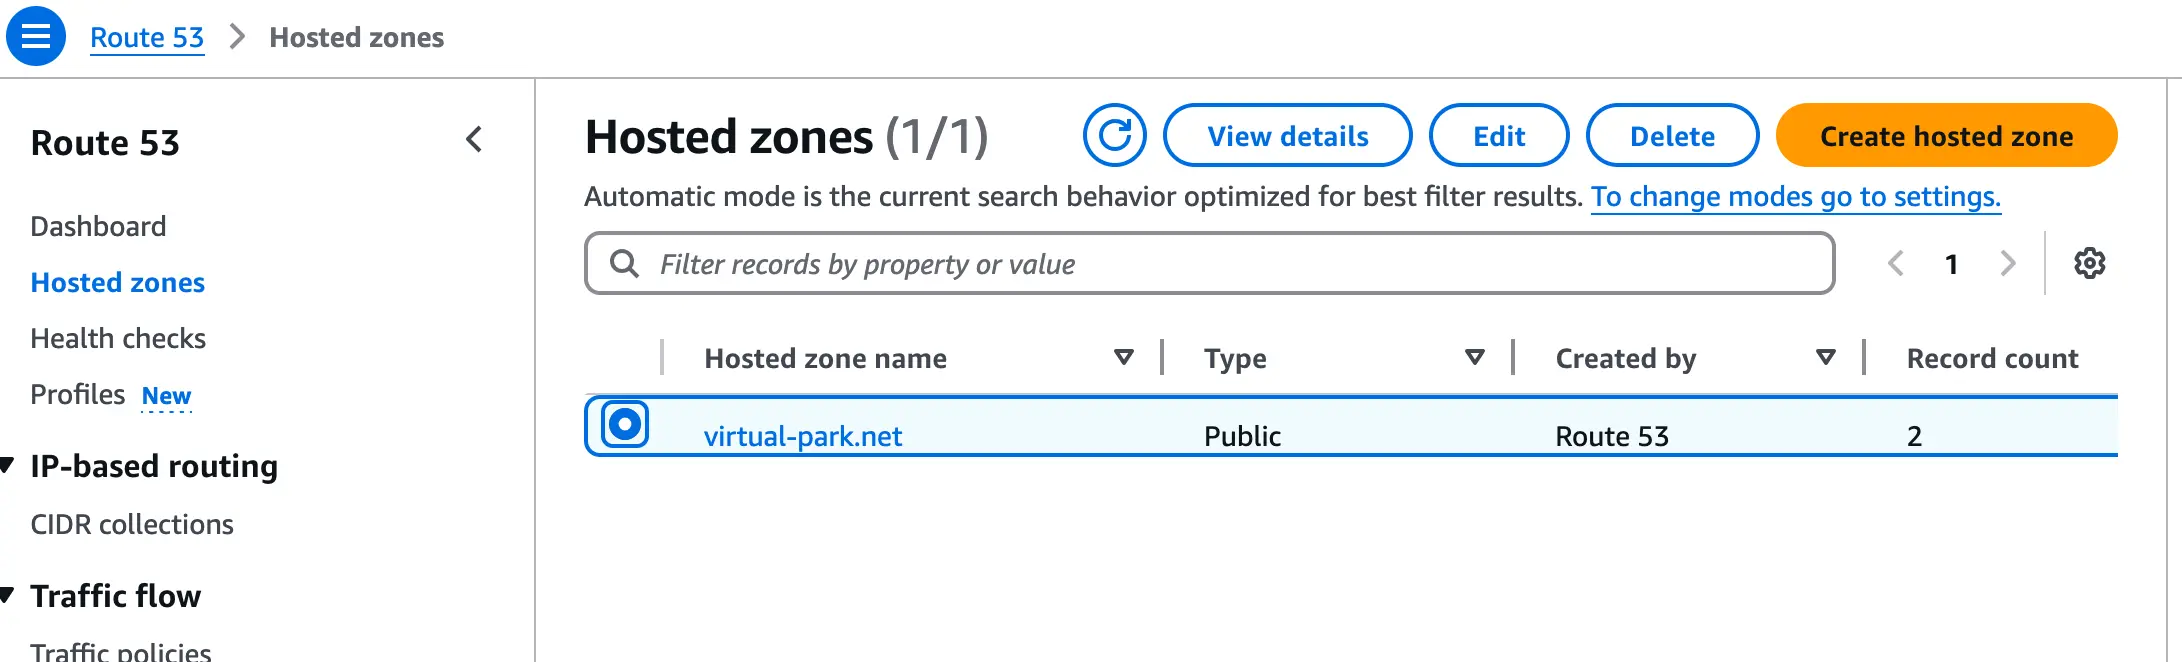 Route 53 > Hosted zones
Route 53
Dashboard
Hosted zones
Health checks
Profiles New
IP-based routing
CIDR collections
Traffic flow
Traffic policies
Hosted zones (1/1)
View details
Edit
Delete
Create hosted zone
Automatic mode is the current search behavior optimized for best filter results. To change modes go to settings.
Filter records by property or value
1
Hosted zone name Type Created by Record count
virtual-park.net Public Route 53 2